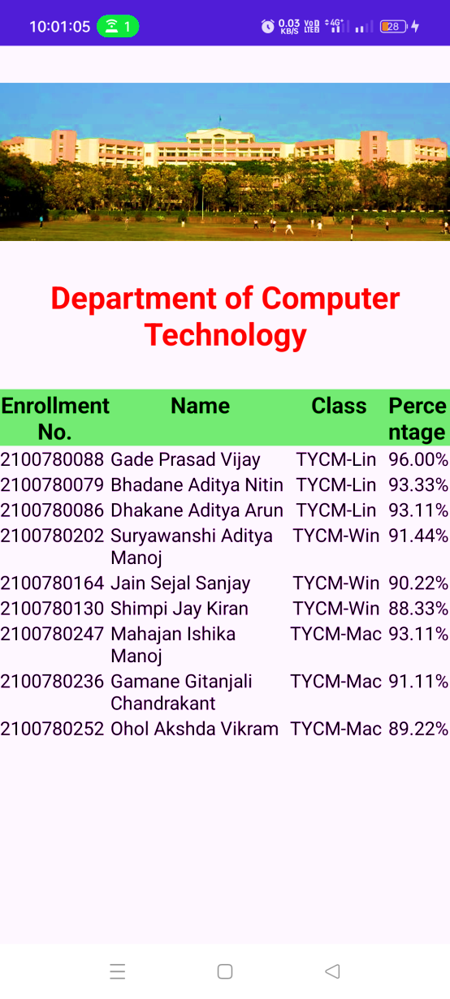 10:01:05 1 0.03 KB/S Vo LTE 4G+ 28
Department of Computer
Technology
Enrollment No. Name Class Perce ntage
2100780088 Gade Prasad Vijay TYCM-Lin 96.00%
2100780079 Bhadane Aditya Nitin TYCM-Lin 93.33%
2100780086 Dhakane Aditya Arun TYCM-Lin 93.11%
2100780202 Suryawanshi Aditya TYCM-Win 91.44%
Manoj
2100780164 Jain Sejal Sanjay TYCM-Win 90.22%
2100780130 Shimpi Jay Kiran TYCM-Win 88.33%
2100780247 Mahajan Ishika TYCM-Mac 93.11%
Manoj
2100780236 Gamane Gitanjali TYCM-Mac 91.11%
Chandrakant
2100780252 Ohol Akshda Vikram TYCM-Mac 89.22%